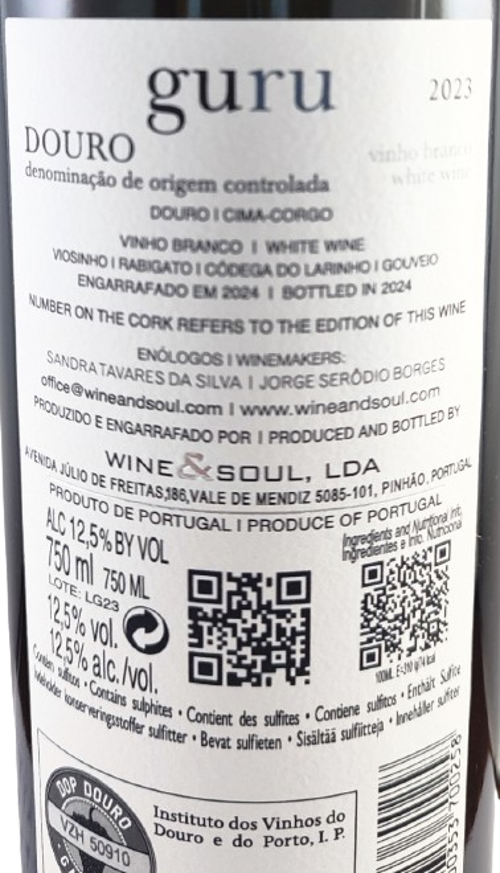 guru
2023
DOURO
denominação de origem controlada
vinho branco
white wine
DOURO | CIMA-CORGO
VINHO BRANCO | WHITE WINE
VIOSINHO | RABIGATO | CÓDEGA DO LARINHO | GOUVEIO
ENGARRAFADO EM 2024 | BOTTLED IN 2024
NUMBER ON THE CORK REFERS TO THE EDITION OF THIS WINE
ENÓLOGOS | WINEMAKERS:
SANDRA TAVARES DA SILVA | JORGE SERÔDIO BORGES
office@wineandsoul.com | www.wineandsoul.com
PRODUZIDO E ENGARRAFADO POR | PRODUCED AND BOTTLED BY
WINE&SOUL, LDA
AVENIDA JÚLIO DE FREITAS,186,VALE DE MENDIZ 5085-101, PINHÃO, PORTUGAL
PRODUTO DE PORTUGAL | PRODUCE OF PORTUGAL
ALC 12,5% BY VOL
750 ml 750 ML
LOTE: LG23
12,5% vol.
12,5% alc./vol.
Ingredients and Nutritional Info.
Ingredientes e Info. Nutricional
Contém sulfitos • Contains sulphites • Contient des sulfites • Contiene sulfitos • Enthält Sulfite
Indeholder konserveringsstoffer sulfitter • Bevat sulfieten • Sisältää sulfiitteja • Innehåller sulfiter
DOP DOURO
VZH 50910
Instituto dos Vinhos do
Douro e do Porto, I. P.